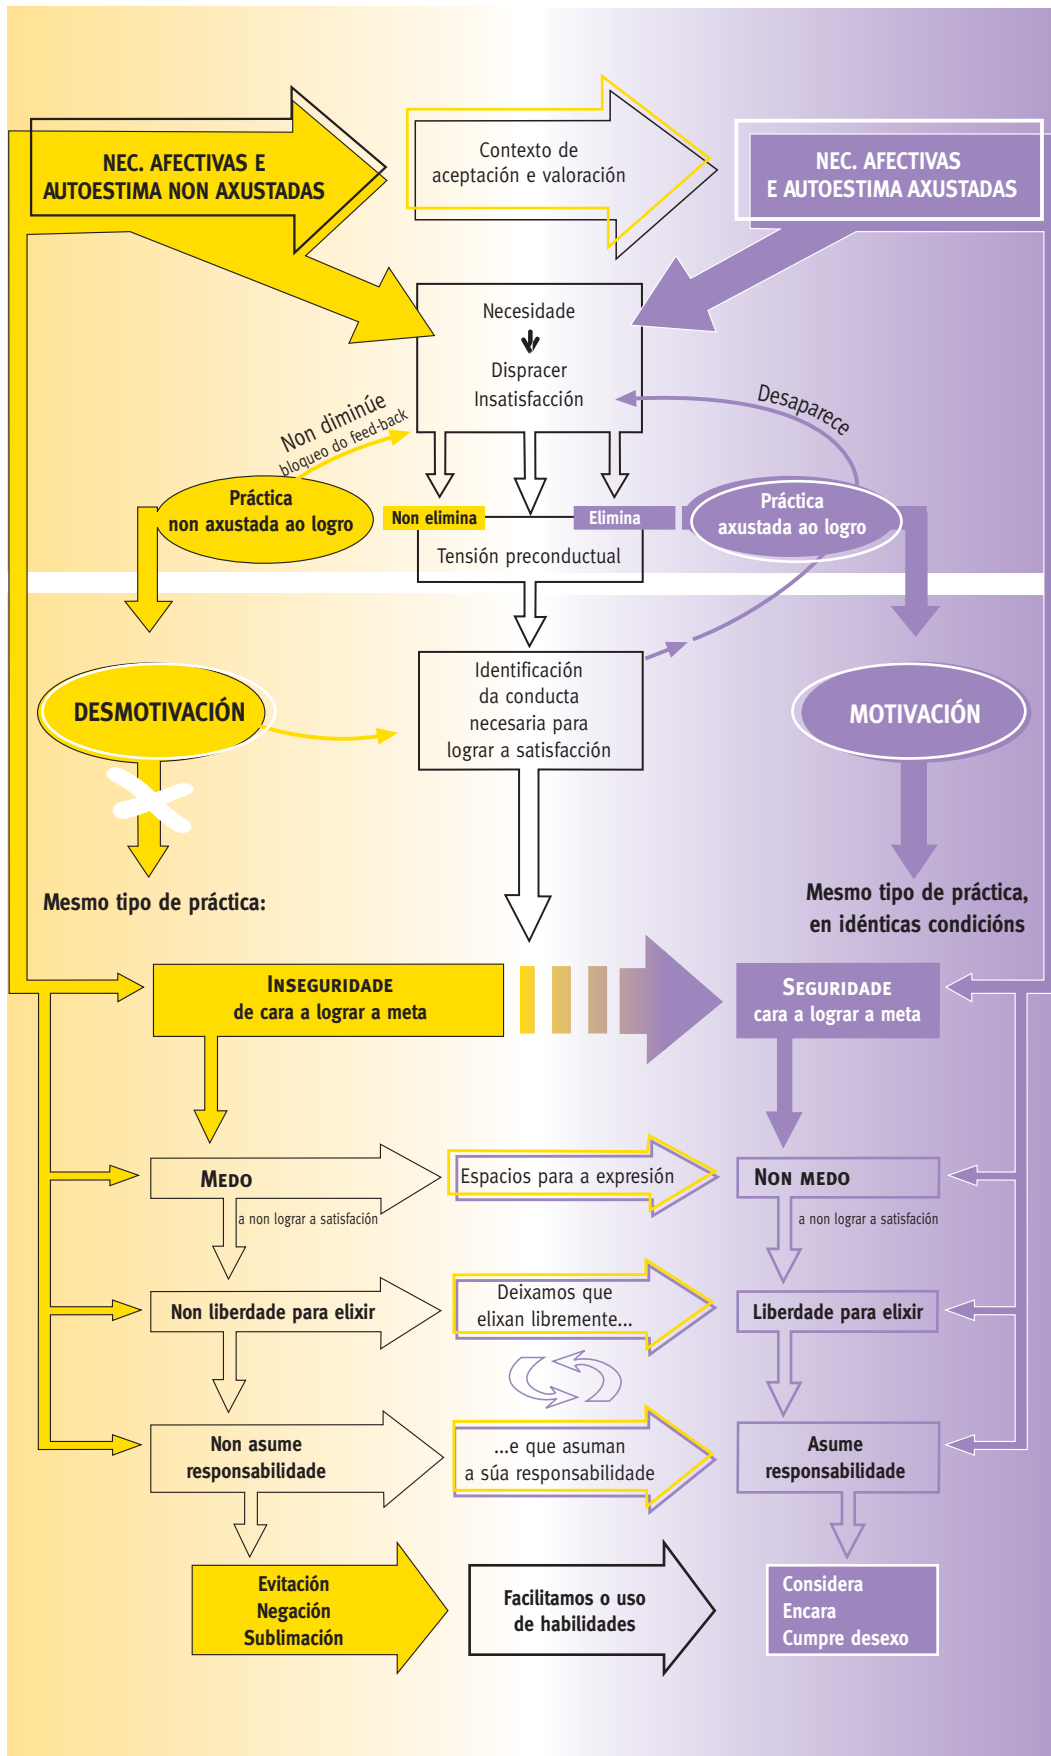 NEC. AFECTIVAS E
AUTOESTIMA NON AXUSTADAS
Contexto de
aceptación e valoración
NEC. AFECTIVAS
E AUTOESTIMA AXUSTADAS
Necesidade
Dispracer
Insatisfacción
Non diminúe
bloqueo do feed-back
Desaparece
Práctica
non axustada ao logro
Non elimina
Elimina
Práctica
axustada ao logro
Tensión preconductual
Identificación
da conducta
necesaria para
lograr a satisfacción
DESMOTIVACIÓN
MOTIVACIÓN
Mesmo tipo de práctica:
Mesmo tipo de práctica,
en idénticas condicións
INSEGURIDADE
de cara a lograr a meta
SEGURIDADE
cara a lograr a meta
MEDO
a non lograr a satisfación
Espacios para a expresión
NON MEDO
a non lograr a satisfación
Non liberdade para elixir
Deixamos que
elixan libremente...
Liberdade para elixir
Non asume
responsabilidade
...e que asuman
a súa responsabilidade
Asume
responsabilidade
Evitación
Negación
Sublimación
Facilitamos o uso
de habilidades
Considera
Encara
Cumpre desexo